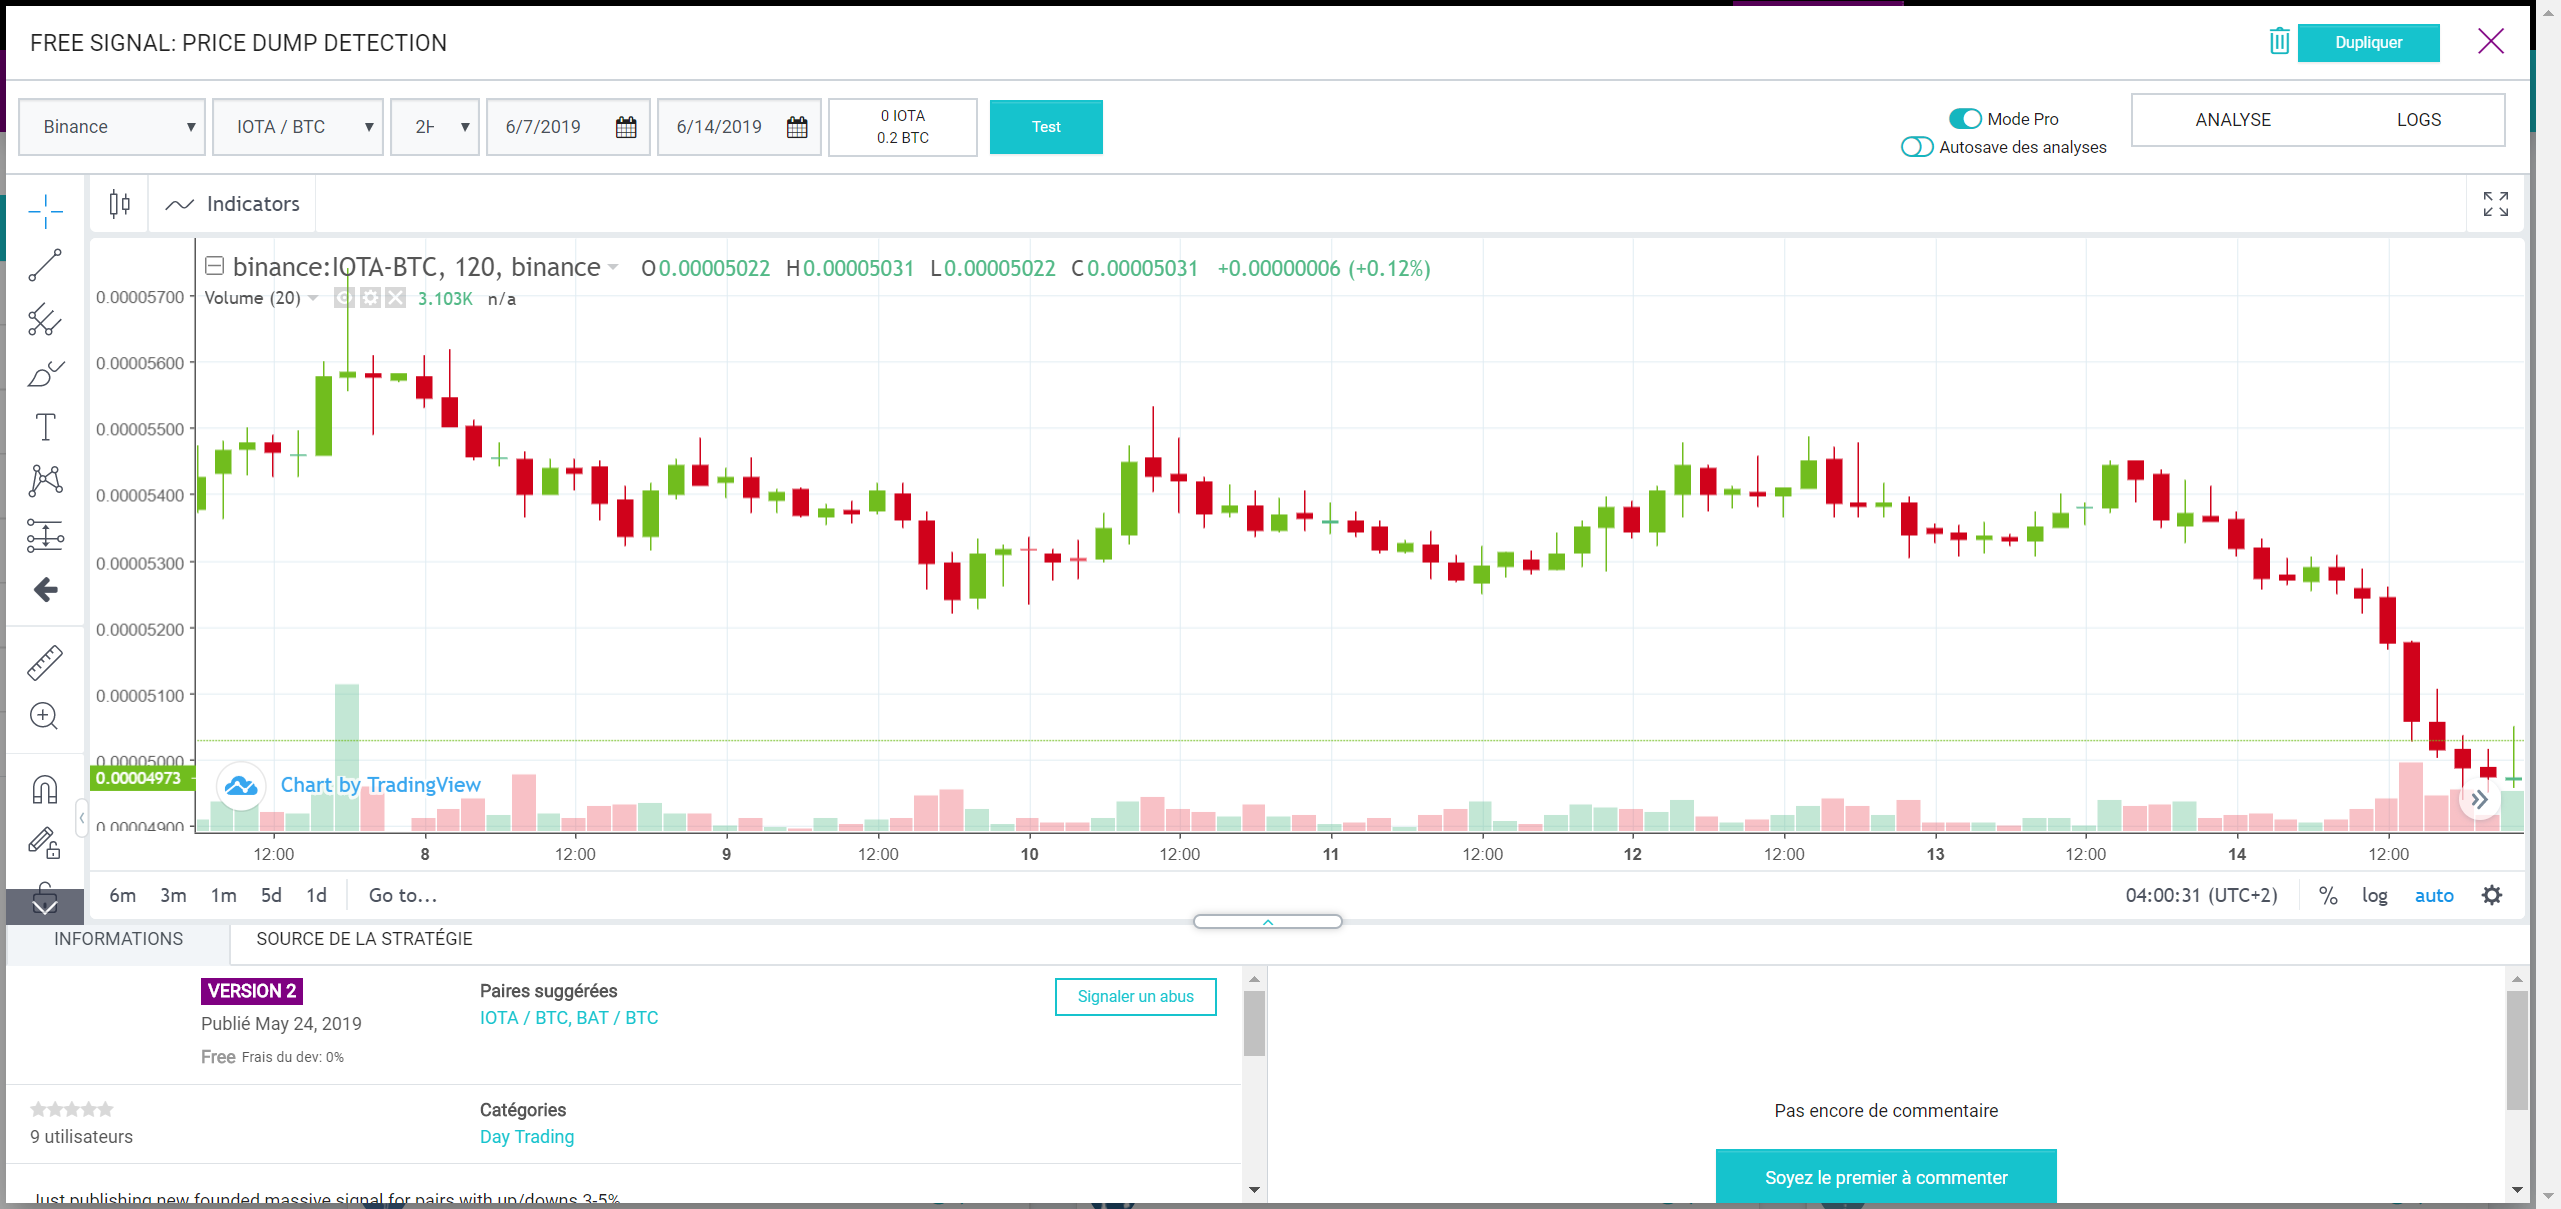 FREE SIGNAL: PRICE DUMP DETECTION
Dupliquer
Binance
IOTA / BTC
2H
6/7/2019
6/14/2019
0 IOTA
0.2 BTC
Test
Mode Pro
Autosave des analyses
ANALYSE
LOGS
Indicators
binance:IOTA-BTC, 120, binance O0.00005022 H0.00005031 L0.00005022 C0.00005031 +0.00000006 (+0.12%)
Volume (20) 3.103K n/a
0.00005700
0.00005600
0.00005500
0.00005400
0.00005300
0.00005200
0.00005100
0.00005000
0.00004973
0.00004900
Chart by TradingView
12:00 8 12:00 9 12:00 10 12:00 11 12:00 12 12:00 13 12:00 14 12:00
6m 3m 1m 5d 1d Go to...
04:00:31 (UTC+2) % log auto
INFORMATIONS
SOURCE DE LA STRATÉGIE
VERSION 2
Publié May 24, 2019
Free Frais du dev: 0%
Paires suggérées
IOTA / BTC, BAT / BTC
Signaler un abus
9 utilisateurs
Catégories
Day Trading
Just publishing new founded massive signal for pairs with up/downs 3-5%
Pas encore de commentaire
Soyez le premier à commenter